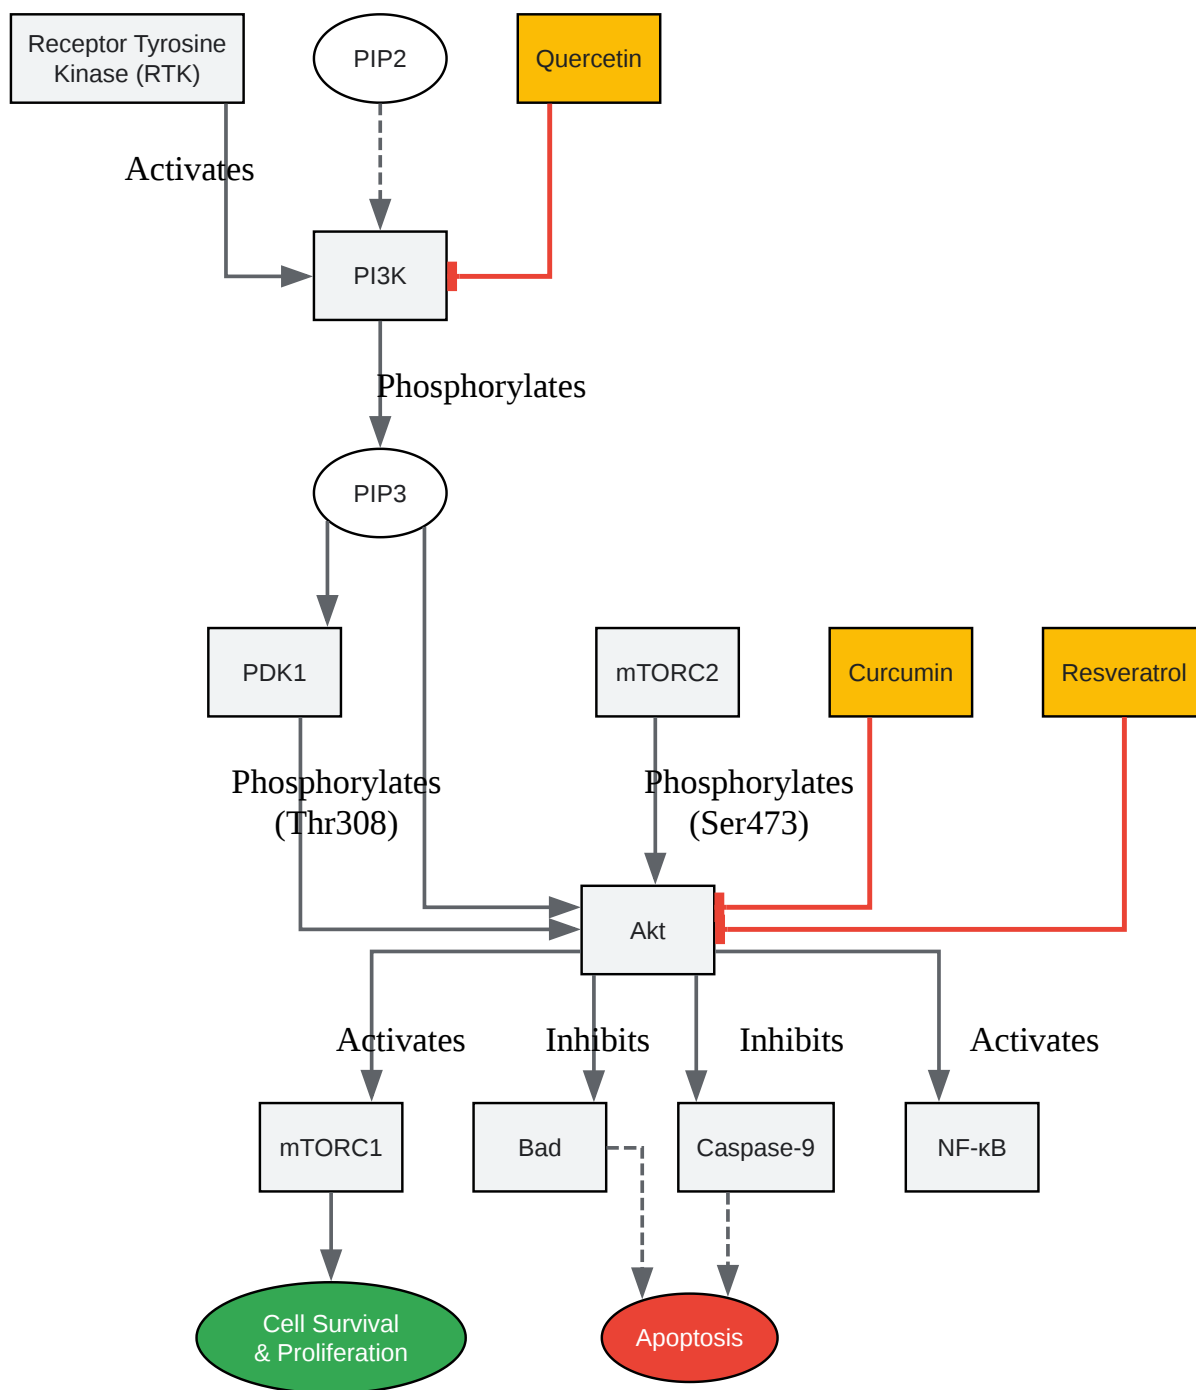 Receptor Tyrosine
Kinase (RTK)
PIP2
Quercetin
Activates
PI3K
Phosphorylates
PIP3
PDK1
mTORC2
Curcumin
Resveratrol
Phosphorylates
(Thr308)
Phosphorylates
(Ser473)
Akt
Activates
Inhibits
Inhibits
Activates
mTORC1
Bad
Caspase-9
NF-κB
Cell Survival
& Proliferation
Apoptosis